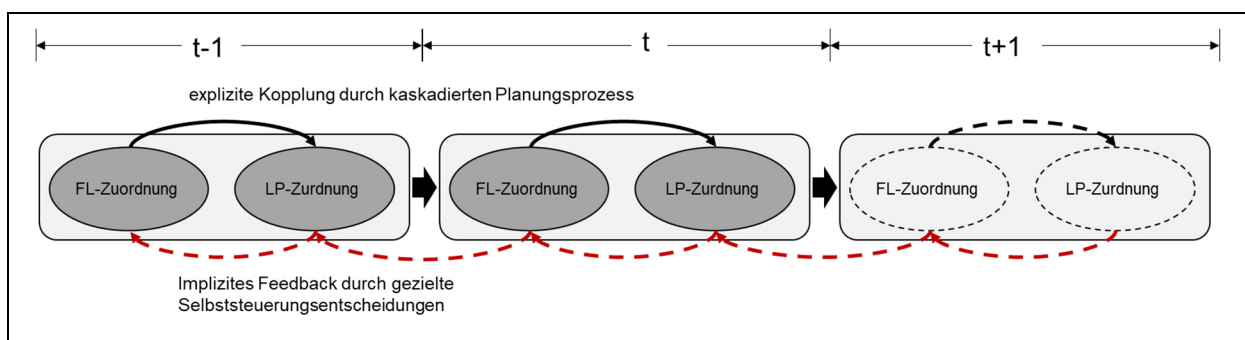 t-1
t
t+1
explizite Kopplung durch kaskadierten Planungsprozess
FL-Zuordnung
LP-Zurdnung
FL-Zuordnung
LP-Zurdnung
FL-Zuordnung
LP-Zurdnung
Implizites Feedback durch gezielte
Selbststeuerungsentscheidungen